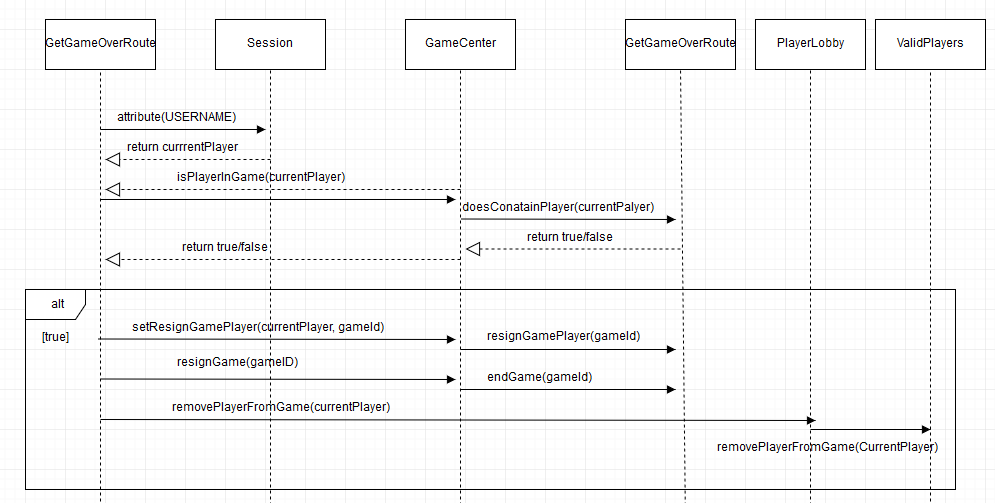 GetGameOverRoute
Session
GameCenter
GetGameOverRoute
PlayerLobby
ValidPlayers
attribute(USERNAME)
return currrentPlayer
isPlayerInGame(currentPlayer)
doesConatainPlayer(currentPalyer)
return true/false
return true/false
alt
[true]
setResignGamePlayer(currentPlayer, gameId)
resignGamePlayer(gameId)
resignGame(gameID)
endGame(gameId)
removePlayerFromGame(currentPlayer)
removePlayerFromGame(CurrentPlayer)